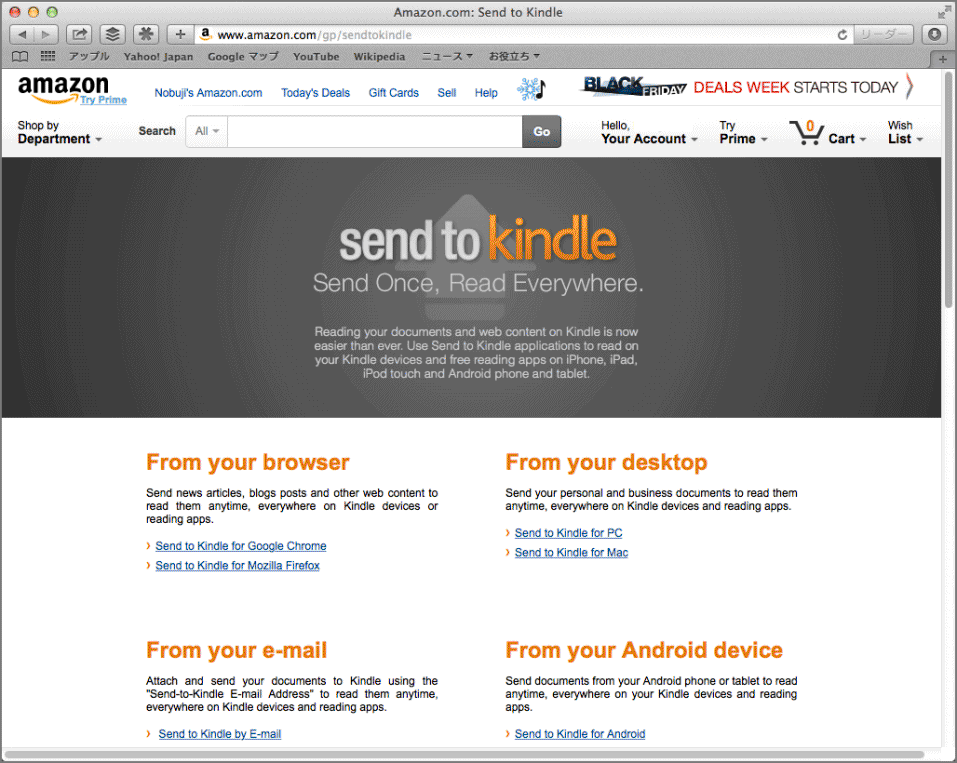 Amazon.com: Send to Kindle
www.amazon.com/gp/sendtokindle
リーダー
アップル Yahoo! Japan Google マップ YouTube Wikipedia ニュース お役立ち
amazon
Try Prime
Nobuji's Amazon.com Today's Deals Gift Cards Sell Help
BLACK FRIDAY DEALS WEEK STARTS TODAY
Shop by
Department
Search All Go
Hello,
Your Account
Try
Prime
0
Cart
Wish
List
send to kindle
Send Once, Read Everywhere.
Reading your documents and web content on Kindle is now
easier than ever. Use Send to Kindle applications to read on
your Kindle devices and free reading apps on iPhone, iPad,
iPod touch and Android phone and tablet.
From your browser
Send news articles, blogs posts and other web content to
read them anytime, everywhere on Kindle devices or
reading apps.
› Send to Kindle for Google Chrome
› Send to Kindle for Mozilla Firefox
From your desktop
Send your personal and business documents to read them
anytime, everywhere on Kindle devices and reading apps.
› Send to Kindle for PC
› Send to Kindle for Mac
From your e-mail
Attach and send your documents to Kindle using the
"Send-to-Kindle E-mail Address" to read them anytime,
everywhere on Kindle devices and reading apps.
› Send to Kindle by E-mail
From your Android device
Send documents from your Android phone or tablet to read
anytime, everywhere on your Kindle devices and reading
apps.
› Send to Kindle for Android